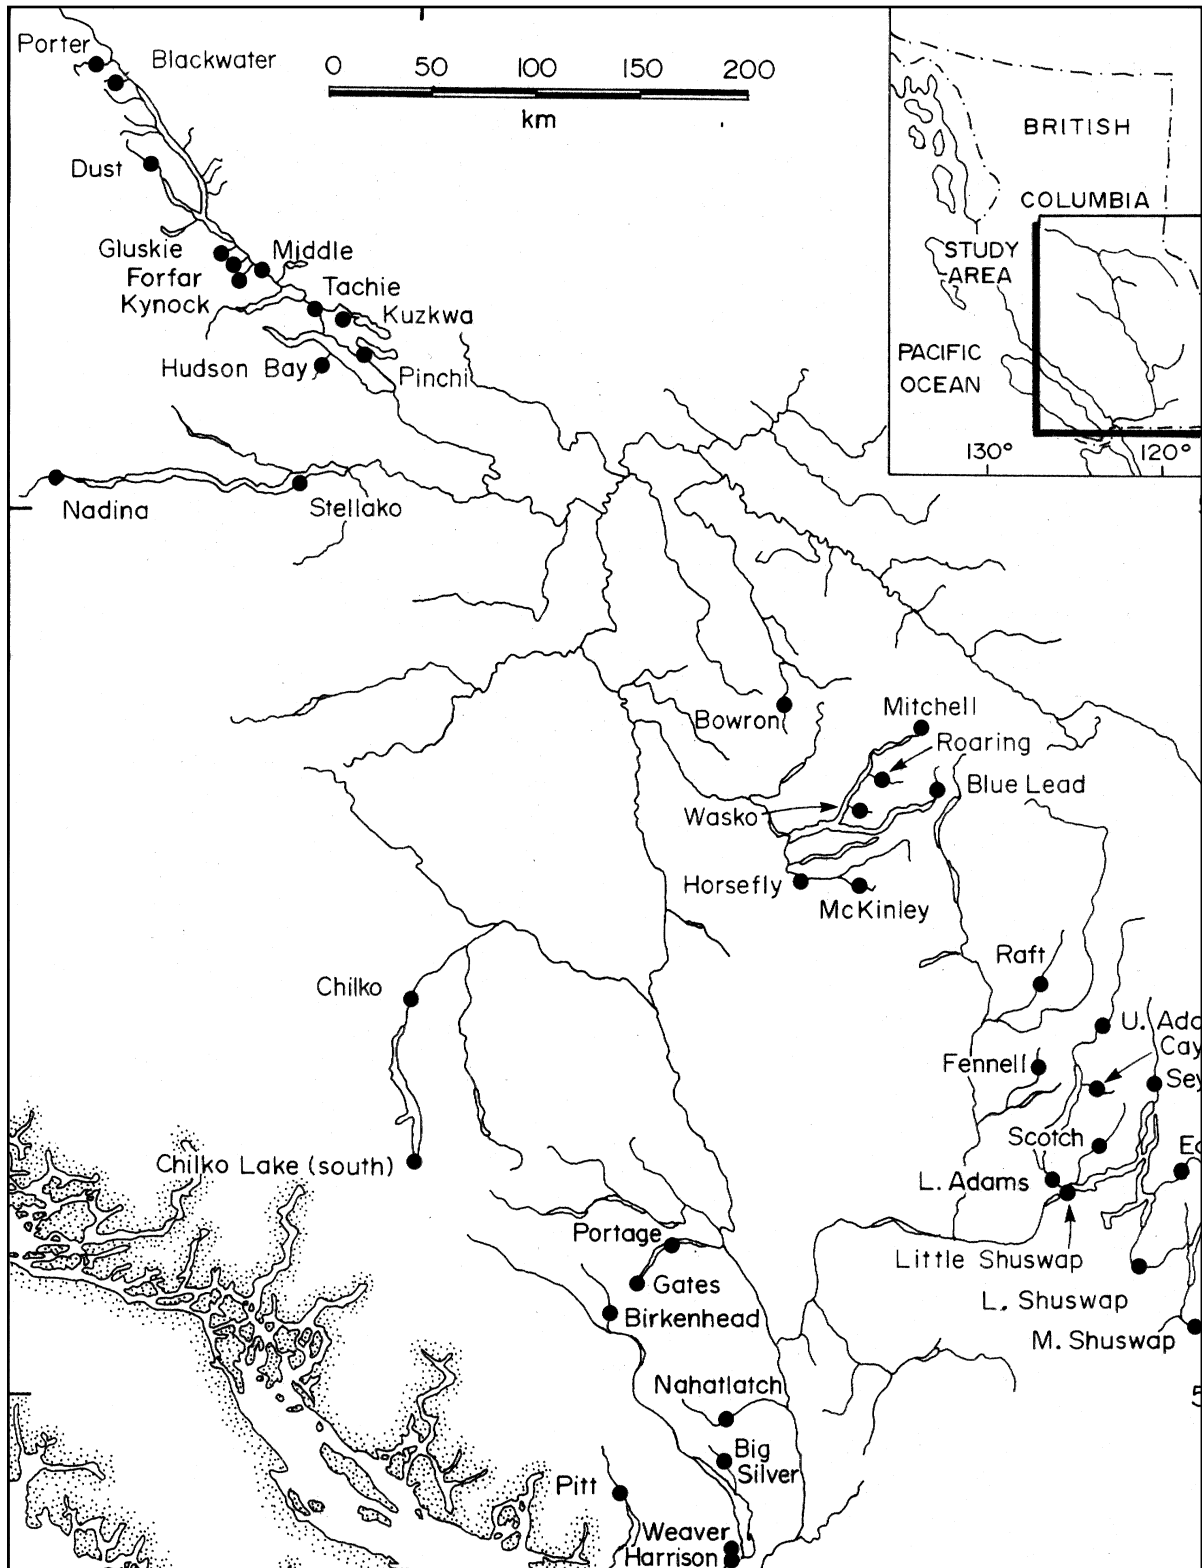 Porter
Blackwater
0 50 100 150 200
km
BRITISH
COLUMBIA
STUDY
AREA
PACIFIC
OCEAN
130° 120°
Dust
Gluskie
Middle
Forfar
Kynock
Tachie
Kuzkwa
Hudson Bay
Pinchi
Nadina
Stellako
Bowron
Mitchell
Roaring
Blue Lead
Wasko
Horsefly
McKinley
Chilko
Raft
U. Ada
Cay
Fennell
Sey
Scotch
Chilko Lake (south)
L. Adams
Portage
Little Shuswap
Gates
L. Shuswap
Birkenhead
M. Shuswap
Nahatlatch
Big
Silver
Pitt
Weaver
Harrison